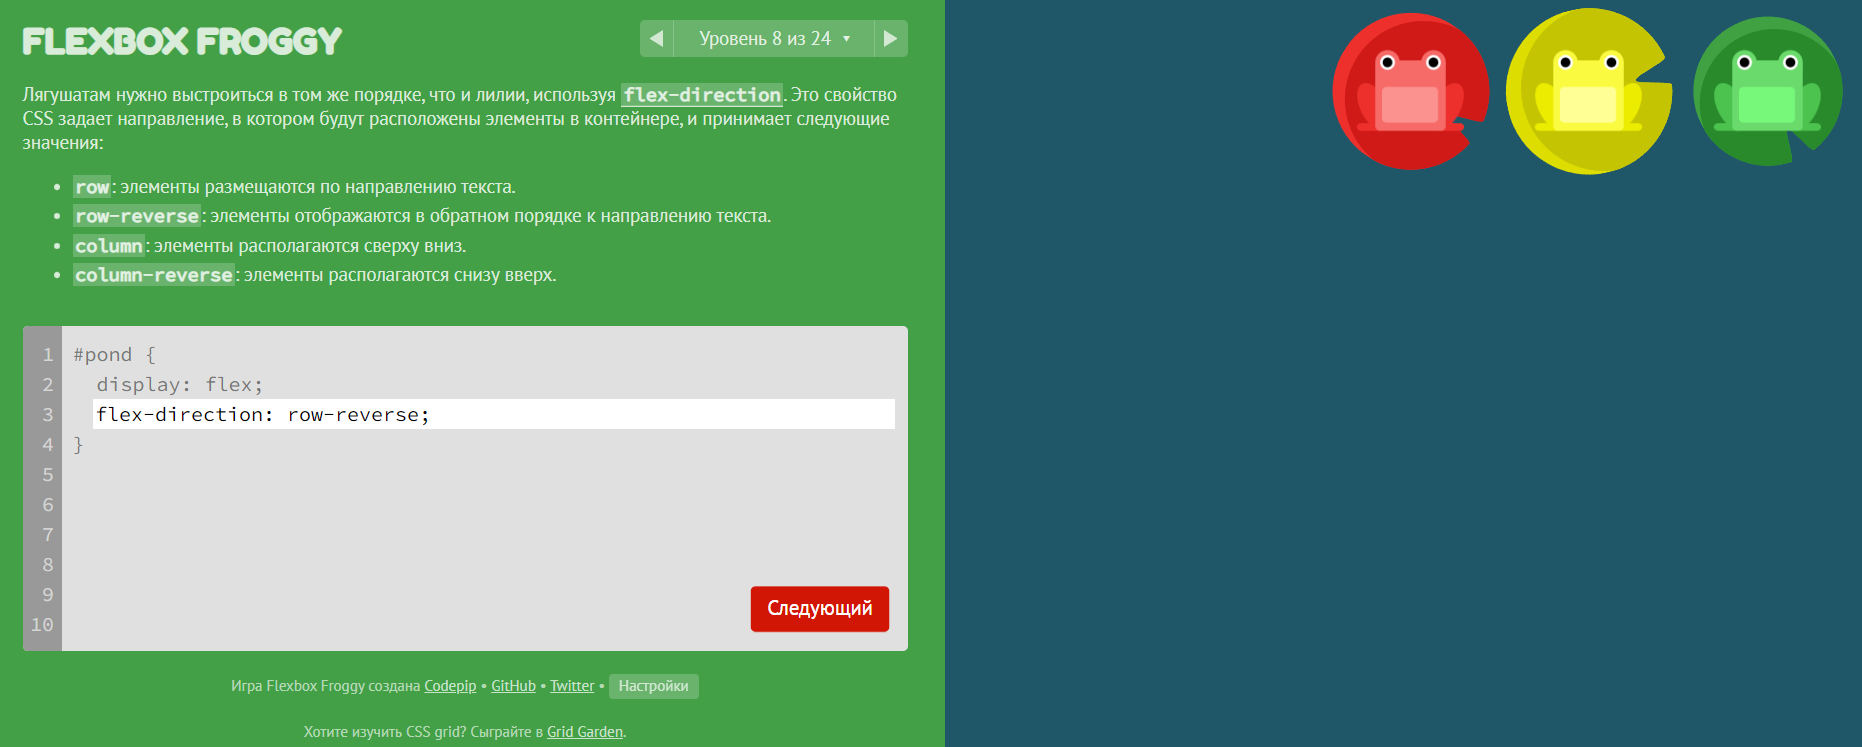 FLEXBOX FROGGY
Уровень 8 из 24
Лягушатам нужно выстроиться в том же порядке, что и лилии, используя flex-direction. Это свойство
CSS задает направление, в котором будут расположены элементы в контейнере, и принимает следующие
значения:
• row: элементы размещаются по направлению текста.
• row-reverse: элементы отображаются в обратном порядке к направлению текста.
• column: элементы располагаются сверху вниз.
• column-reverse: элементы располагаются снизу вверх.
1 #pond {
2 display: flex;
3 flex-direction: row-reverse;
4 }
5
6
7
8
9
10
Следующий
Игра Flexbox Froggy создана Codepip • GitHub • Twitter • Настройки
Хотите изучить CSS grid? Сыграйте в Grid Garden.